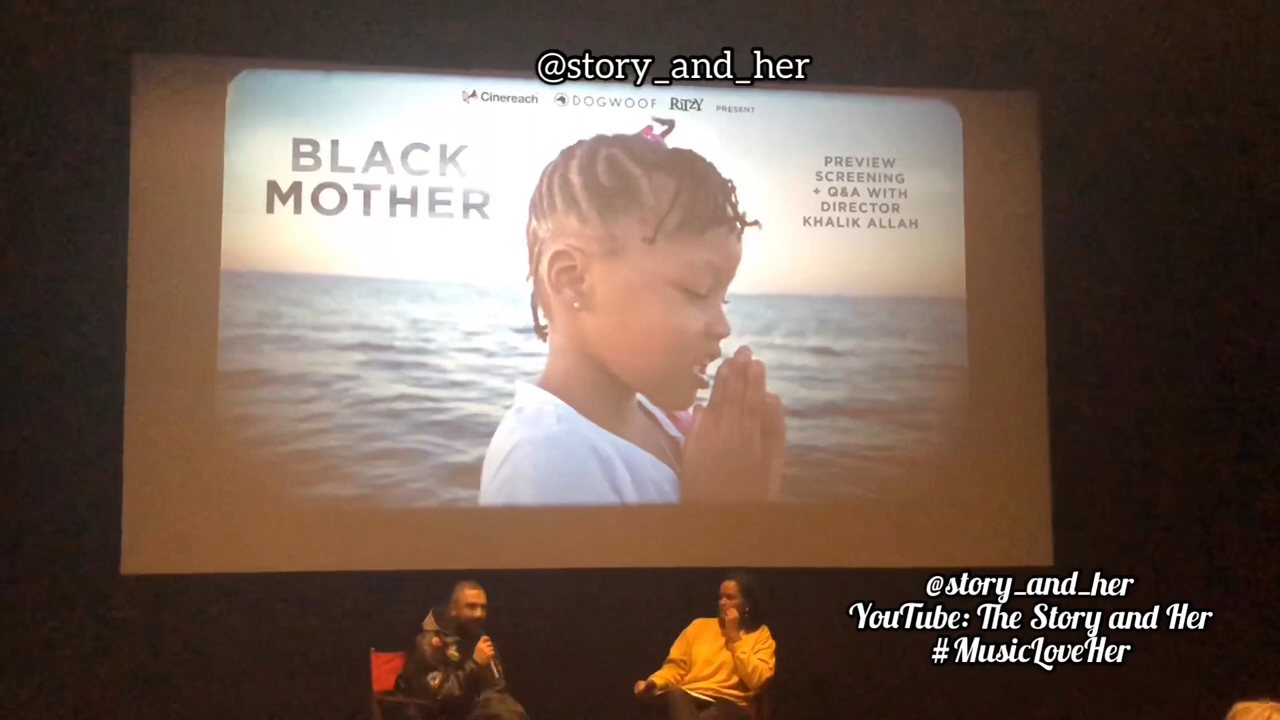 @story_and_her
Cinereach DOGWOOF RiTZY PRESENT
BLACK
MOTHER
PREVIEW
SCREENING
+ Q&A WITH
DIRECTOR
KHALIK ALLAH
@story_and_her
YouTube: The Story and Her
#MusicLoveHer